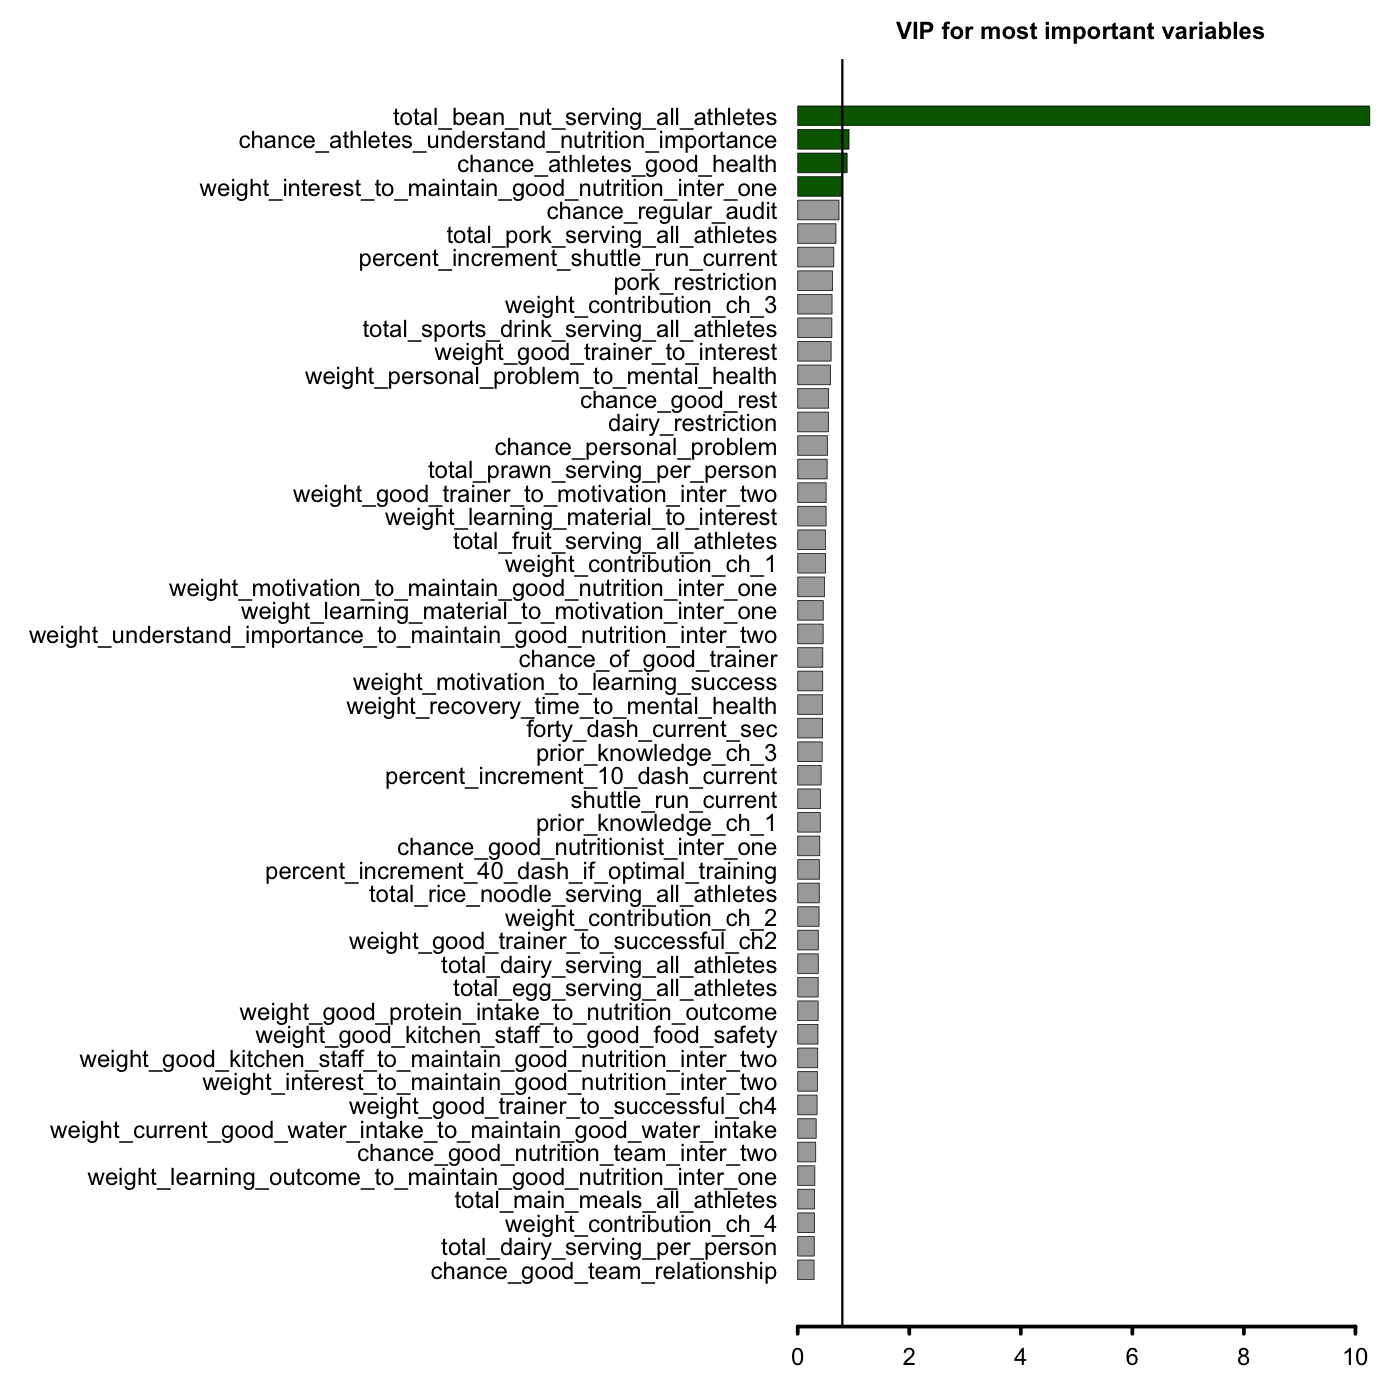 VIP for most important variables
total_bean_nut_serving_all_athletes
chance_athletes_understand_nutrition_importance
chance_athletes_good_health
weight_interest_to_maintain_good_nutrition_inter_one
chance_regular_audit
total_pork_serving_all_athletes
percent_increment_shuttle_run_current
pork_restriction
weight_contribution_ch_3
total_sports_drink_serving_all_athletes
weight_good_trainer_to_interest
weight_personal_problem_to_mental_health
chance_good_rest
dairy_restriction
chance_personal_problem
total_prawn_serving_per_person
weight_good_trainer_to_motivation_inter_two
weight_learning_material_to_interest
total_fruit_serving_all_athletes
weight_contribution_ch_1
weight_motivation_to_maintain_good_nutrition_inter_one
weight_learning_material_to_motivation_inter_one
weight_understand_importance_to_maintain_good_nutrition_inter_two
chance_of_good_trainer
weight_motivation_to_learning_success
weight_recovery_time_to_mental_health
forty_dash_current_sec
prior_knowledge_ch_3
percent_increment_10_dash_current
shuttle_run_current
prior_knowledge_ch_1
chance_good_nutritionist_inter_one
percent_increment_40_dash_if_optimal_training
total_rice_noodle_serving_all_athletes
weight_contribution_ch_2
weight_good_trainer_to_successful_ch2
total_dairy_serving_all_athletes
total_egg_serving_all_athletes
weight_good_protein_intake_to_nutrition_outcome
weight_good_kitchen_staff_to_good_food_safety
weight_good_kitchen_staff_to_maintain_good_nutrition_inter_two
weight_interest_to_maintain_good_nutrition_inter_two
weight_good_trainer_to_successful_ch4
weight_current_good_water_intake_to_maintain_good_water_intake
chance_good_nutrition_team_inter_two
weight_learning_outcome_to_maintain_good_nutrition_inter_one
total_main_meals_all_athletes
weight_contribution_ch_4
total_dairy_serving_per_person
chance_good_team_relationship
0 2 4 6 8 10